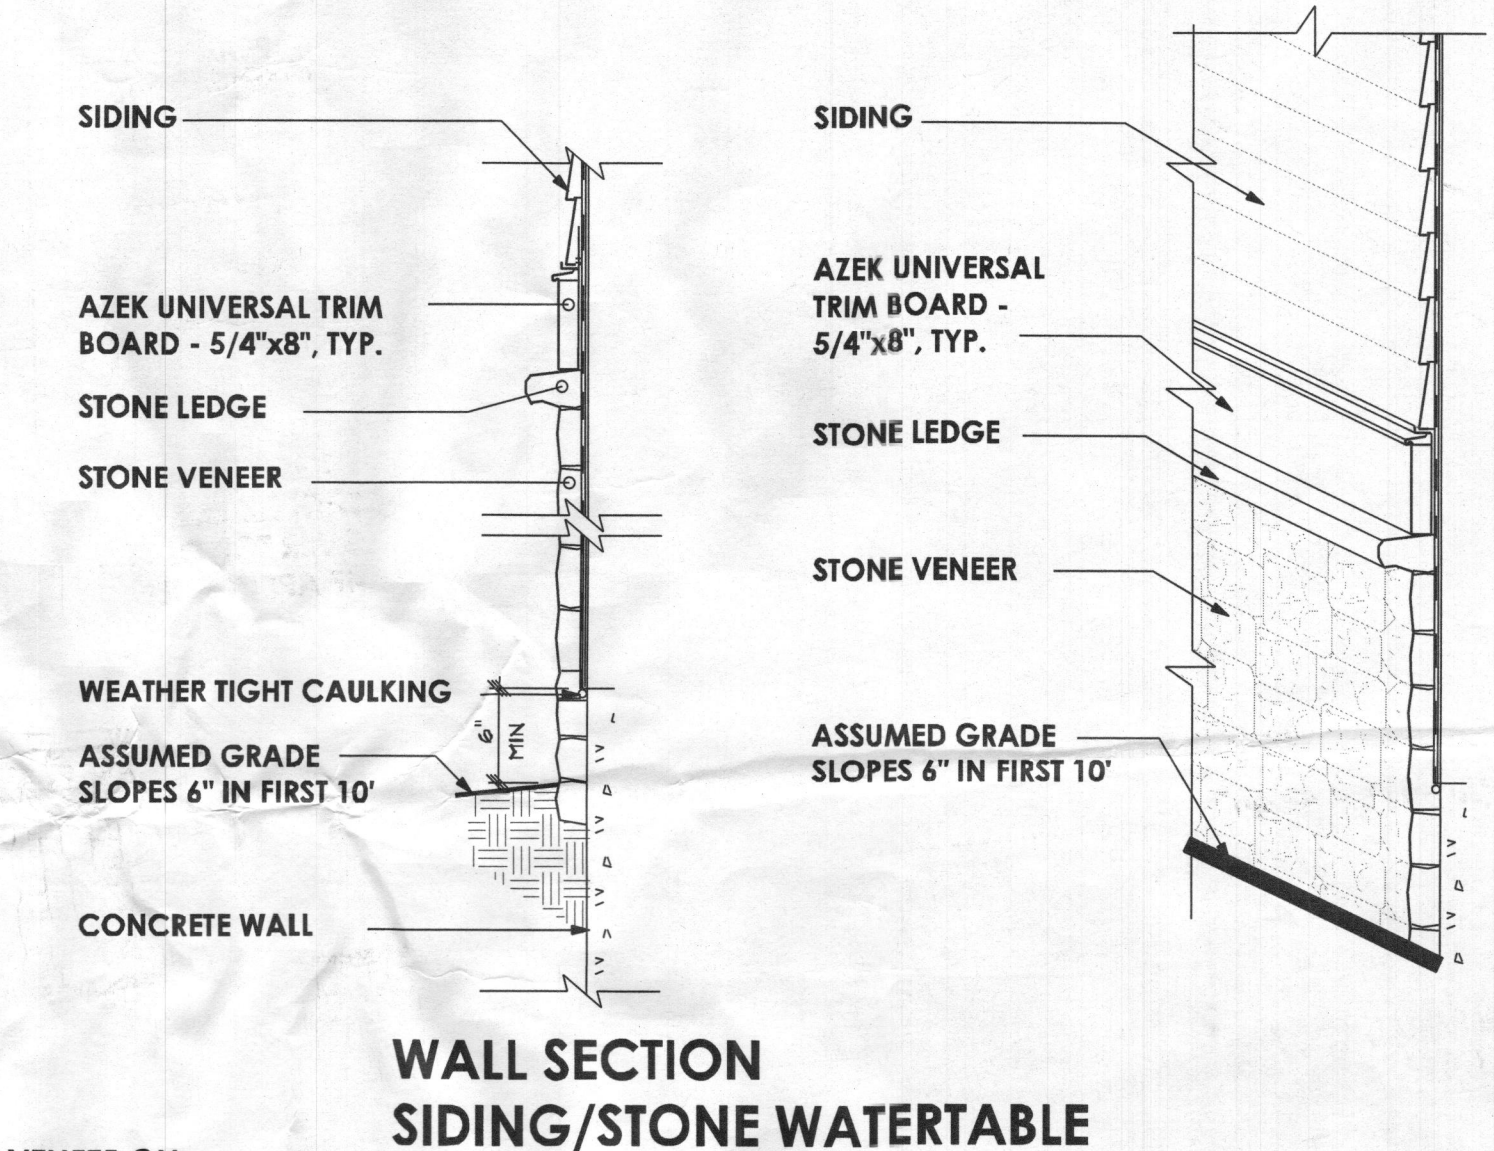 SIDING
AZEK UNIVERSAL TRIM
BOARD - 5/4"x8", TYP.
STONE LEDGE
STONE VENEER
WEATHER TIGHT CAULKING
6"
MIN
ASSUMED GRADE
SLOPES 6" IN FIRST 10'
CONCRETE WALL
SIDING
AZEK UNIVERSAL
TRIM BOARD -
5/4"x8", TYP.
STONE LEDGE
STONE VENEER
ASSUMED GRADE
SLOPES 6" IN FIRST 10'
WALL SECTION
SIDING/STONE WATERTABLE